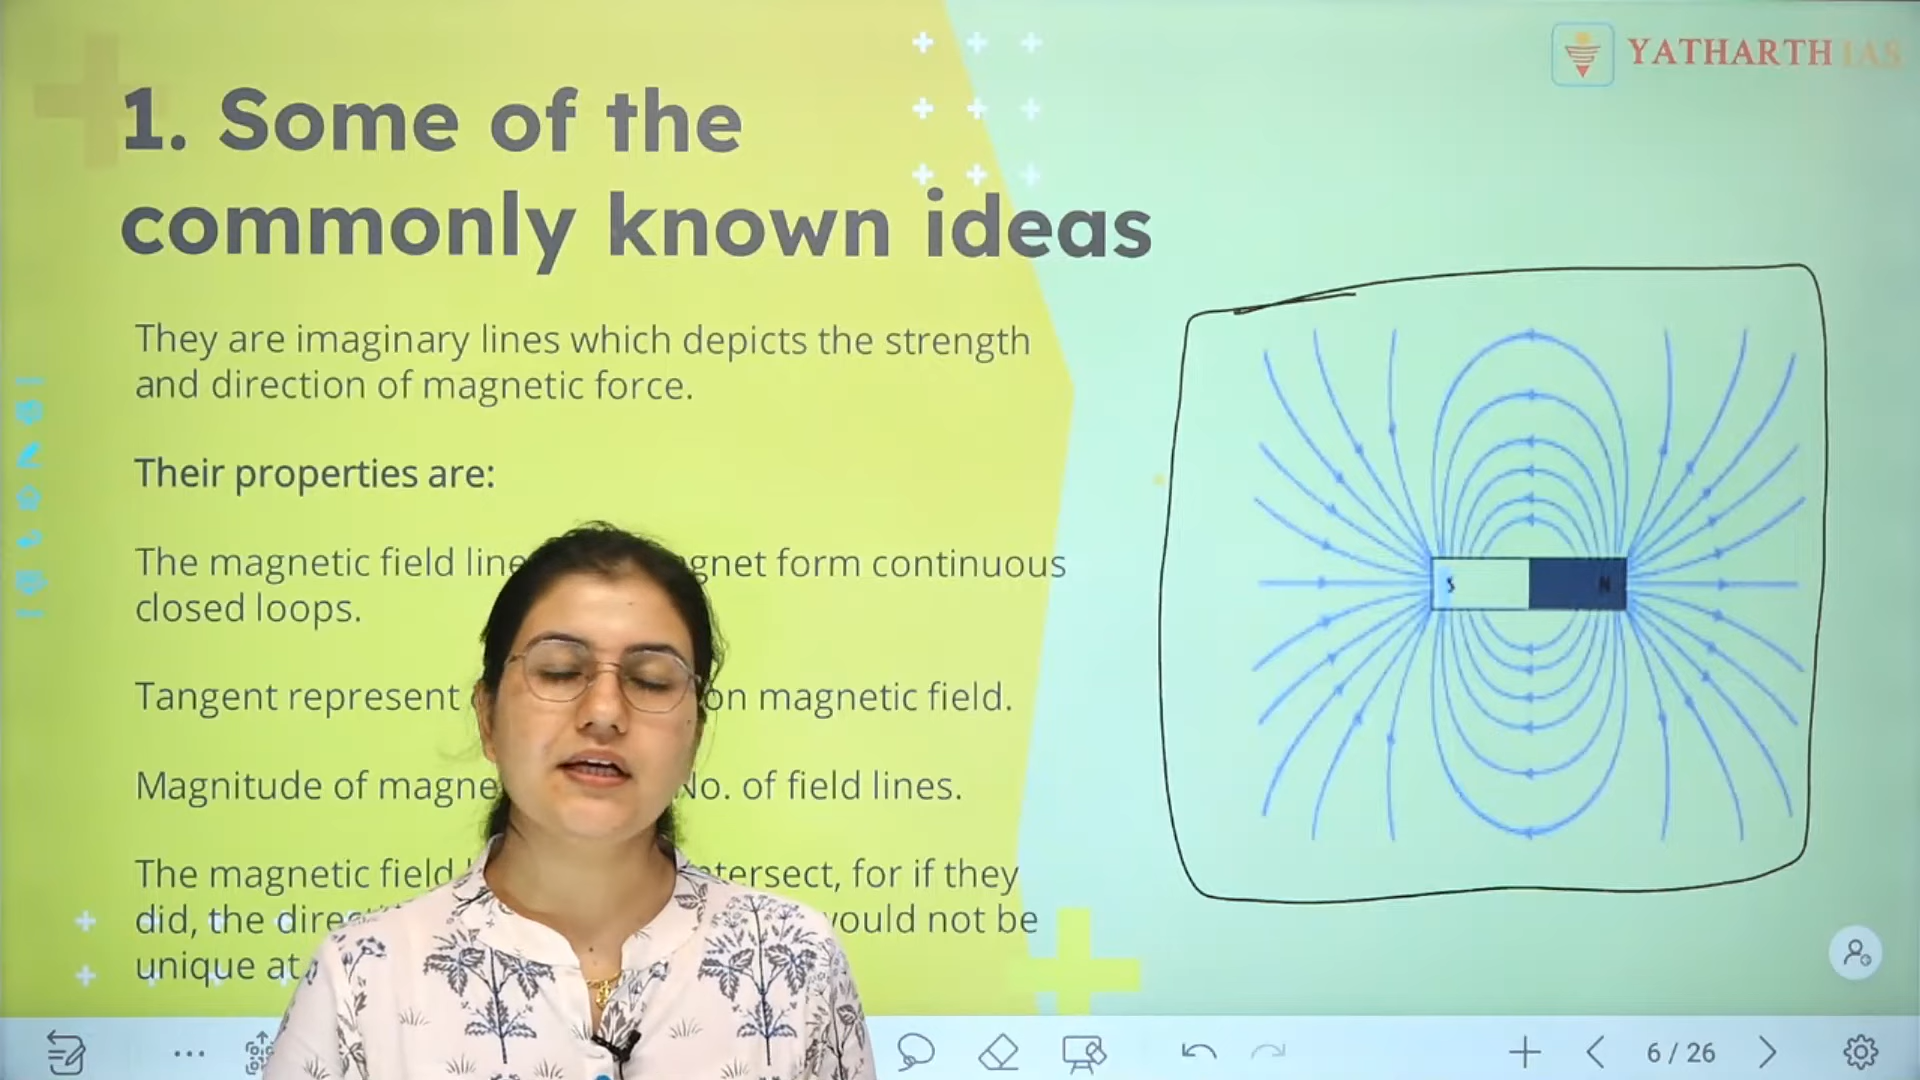 YATHARTH IAS
1. Some of the
commonly known ideas
They are imaginary lines which depicts the strength
and direction of magnetic force.
Their properties are:
The magnetic field line gnet form continuous
closed loops.
Tangent represent on magnetic field.
Magnitude of magne No. of field lines.
The magnetic field ntersect, for if they
did, the direc would not be
unique at
S N
6 / 26